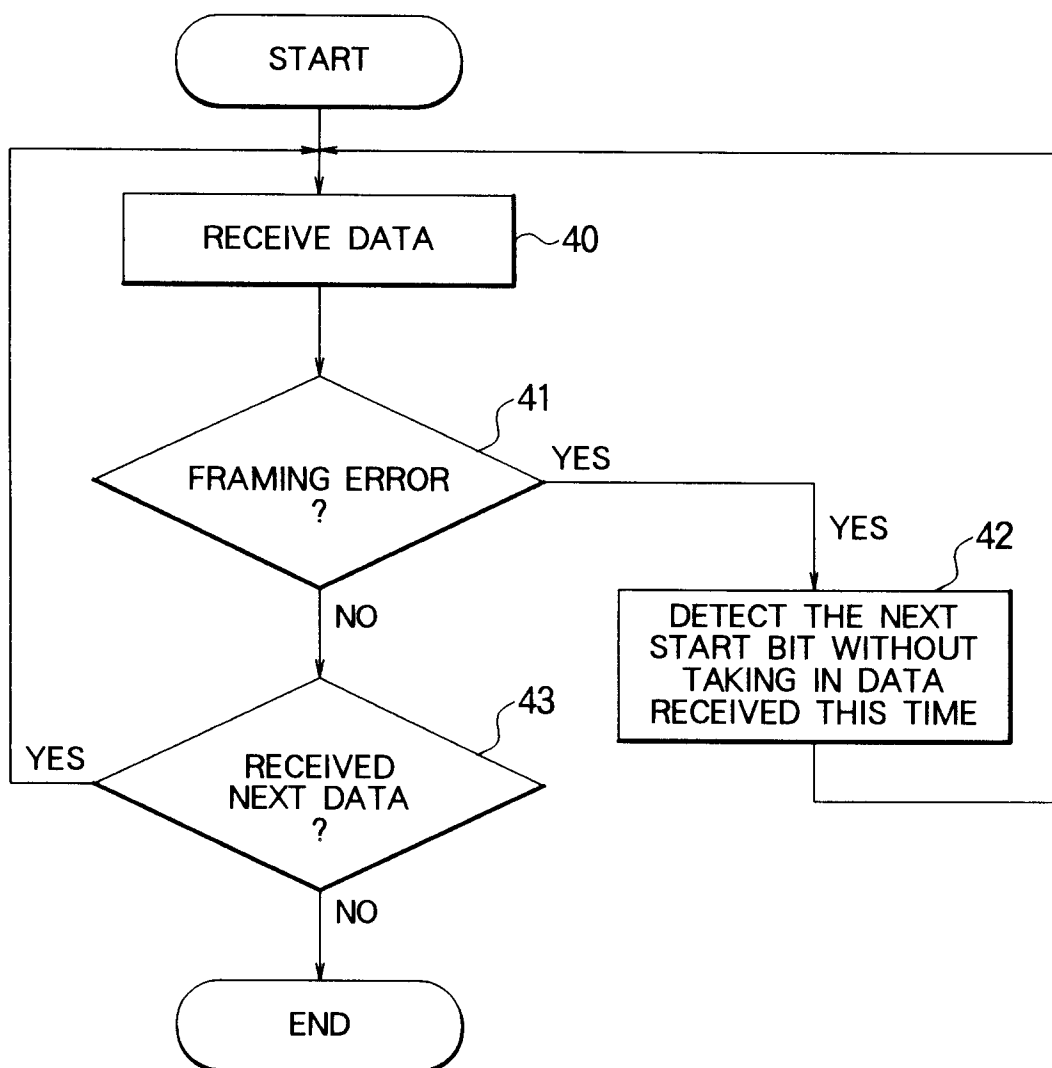 START
RECEIVE DATA
40
41
FRAMING ERROR
?
YES
YES
NO
42
DETECT THE NEXT
START BIT WITHOUT
TAKING IN DATA
RECEIVED THIS TIME
43
YES
RECEIVED
NEXT DATA
?
NO
END